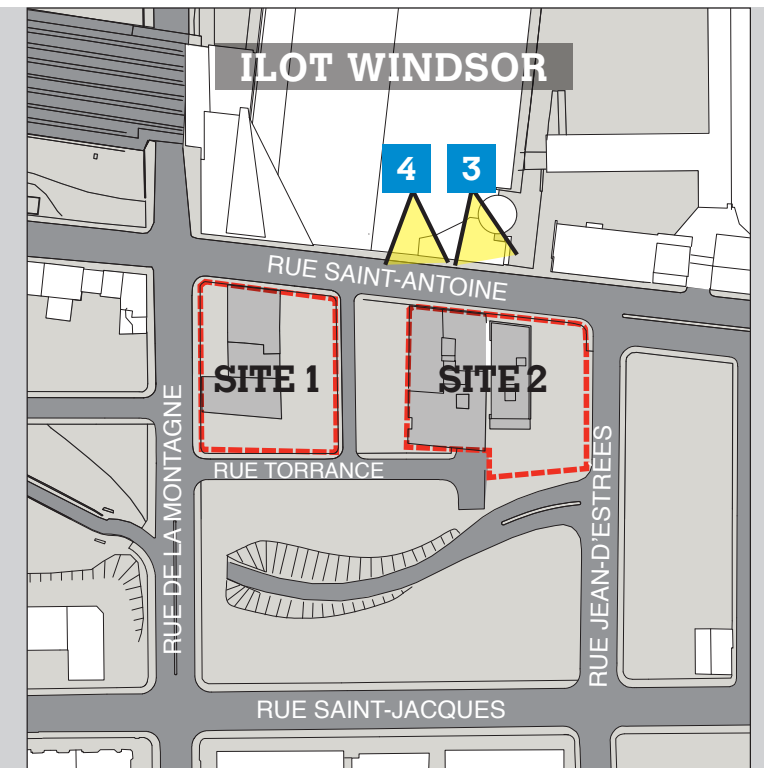 ILOT WINDSOR
4
3
RUE SAINT-ANTOINE
SITE 1
SITE 2
RUE DE LA MONTAGNE
RUE TORRANCE
RUE JEAN-D'ESTRÉES
RUE SAINT-JACQUES